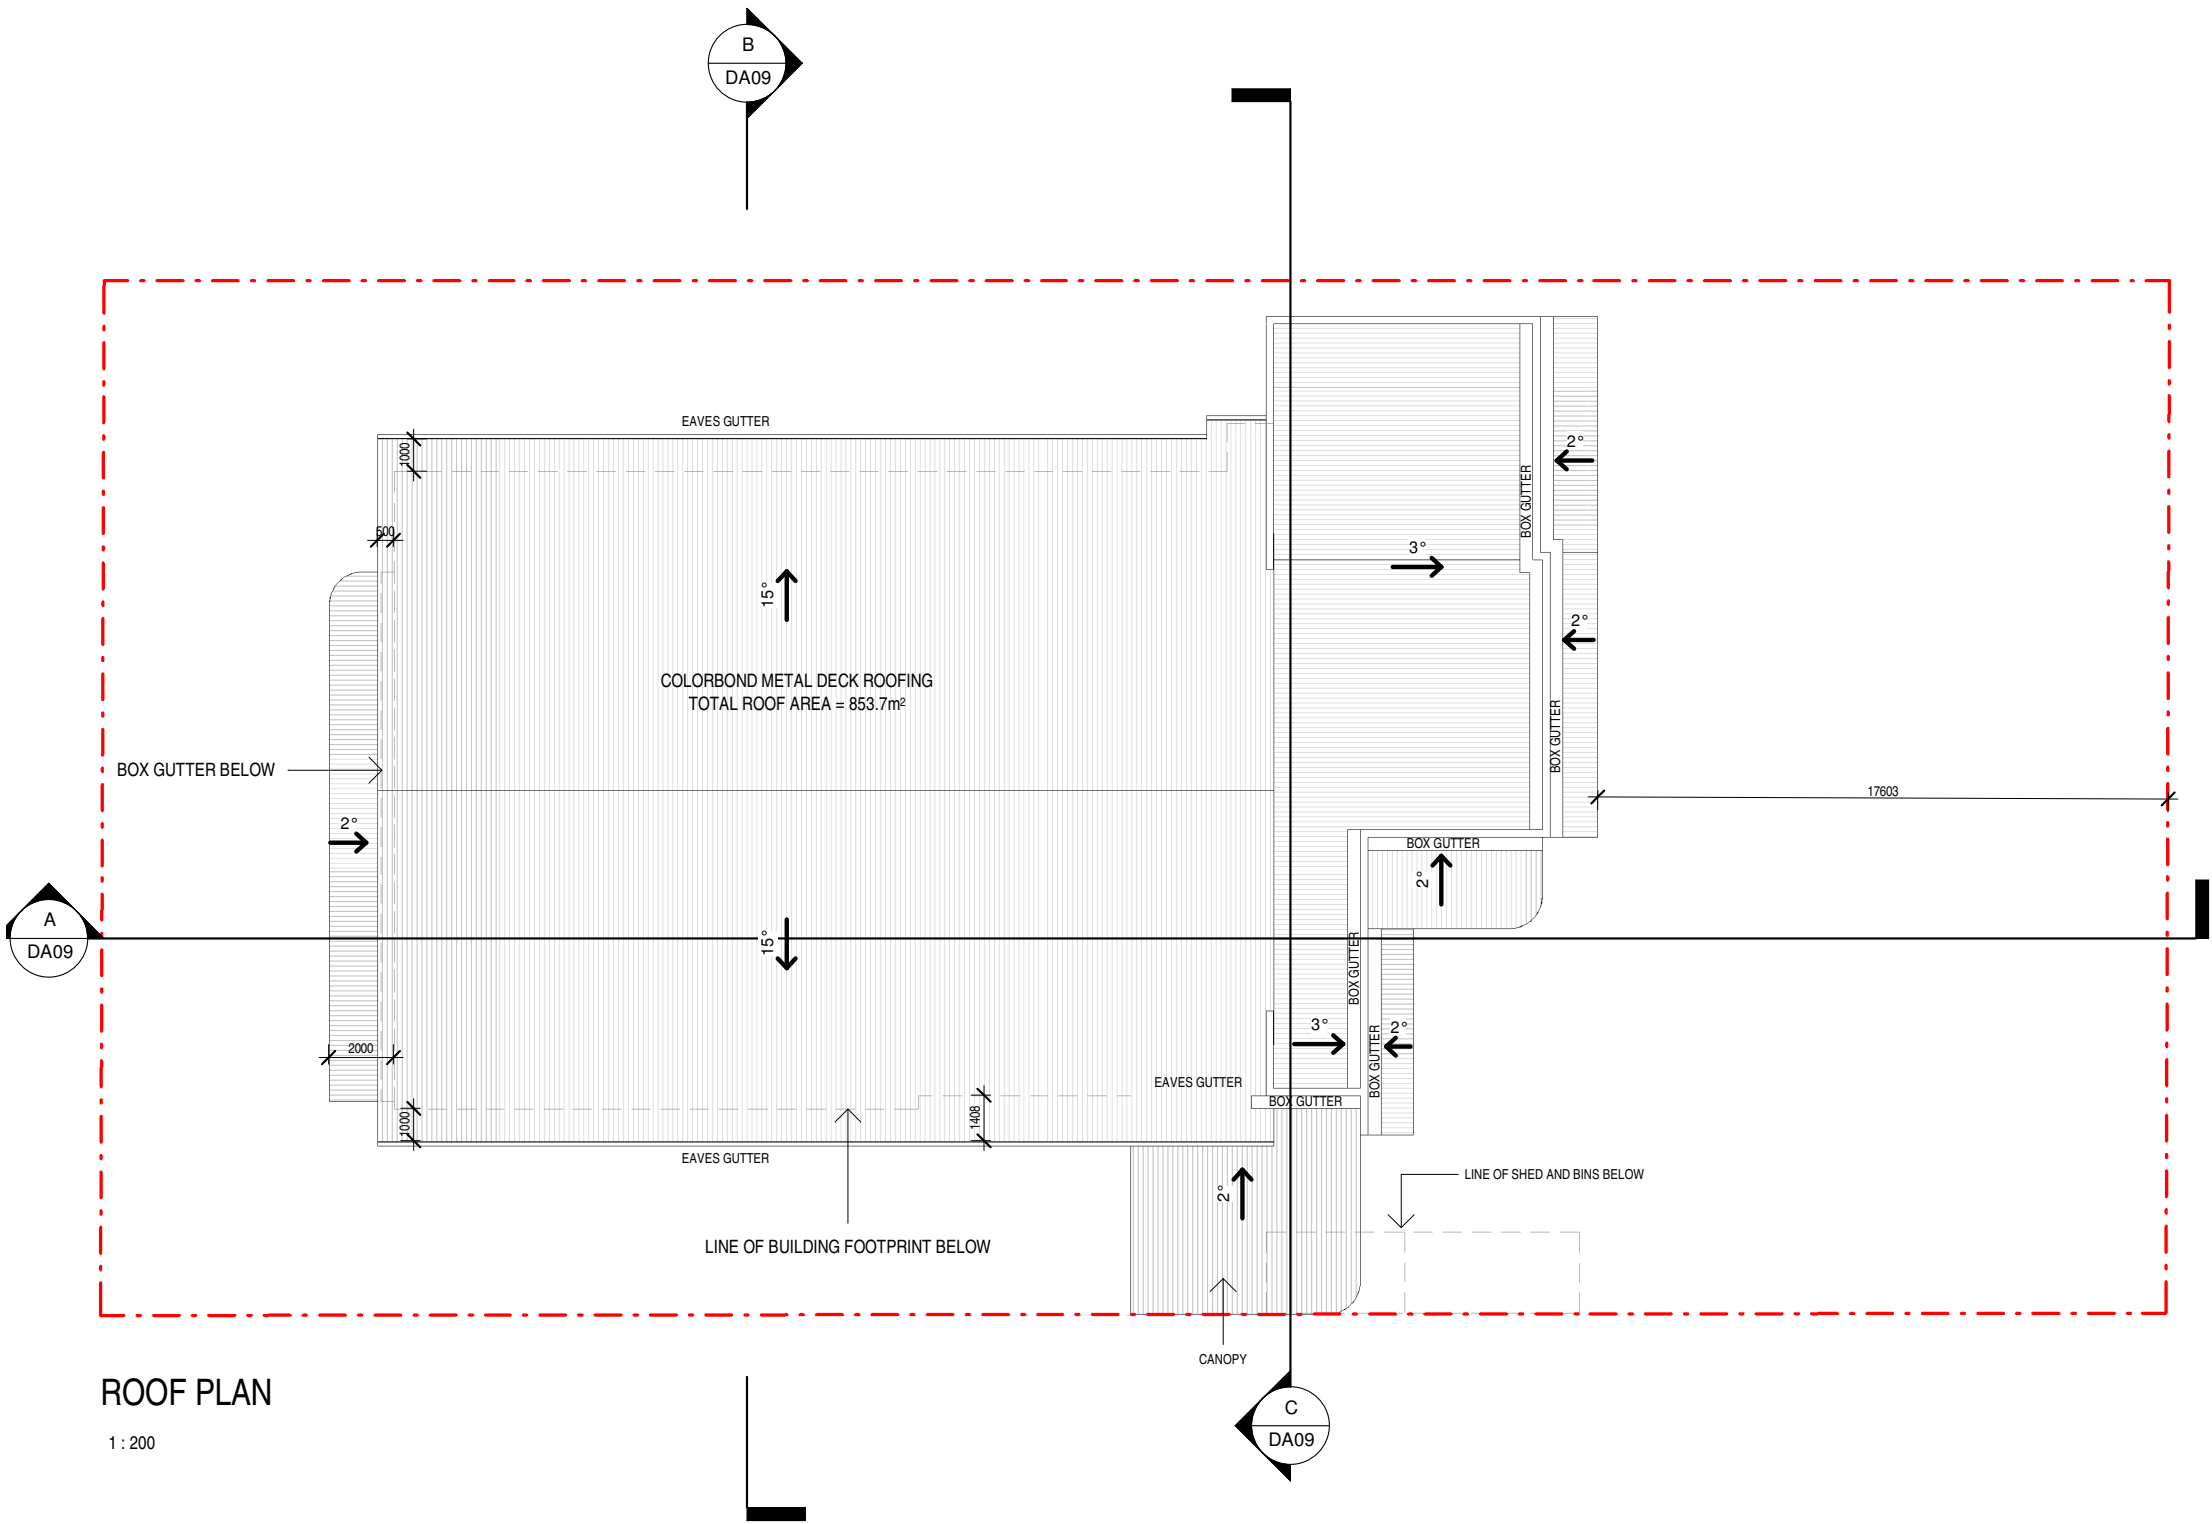 B
DA09
EAVES GUTTER
1000
500
2°
BOX GUTTER
3°
15°
2°
COLORBOND METAL DECK ROOFING
TOTAL ROOF AREA = 853.7m²
BOX GUTTER
BOX GUTTER BELOW
17603
2°
BOX GUTTER
2°
A
DA09
15°
BOX GUTTER
3°
2°
BOX GUTTER
2000
EAVES GUTTER
BOX GUTTER
1000
1408
EAVES GUTTER
LINE OF SHED AND BINS BELOW
2°
LINE OF BUILDING FOOTPRINT BELOW
CANOPY
ROOF PLAN
1 : 200
C
DA09